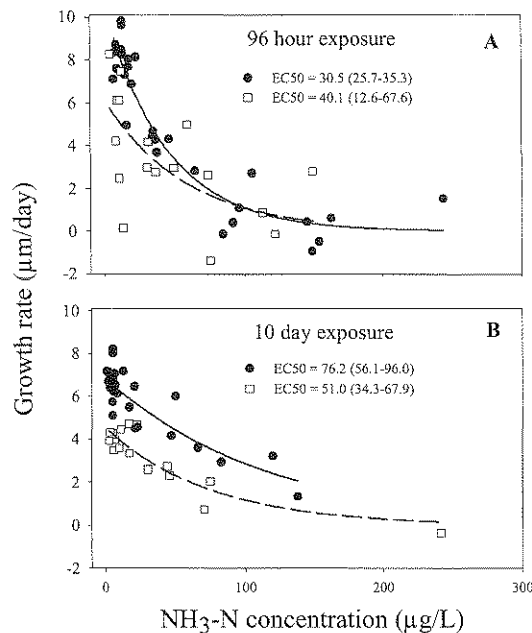 10
8
6
4
2
0
-2
96 hour exposure
A
EC50 = 30.5 (25.7-35.3)
EC50 = 40.1 (12.6-67.6)
Growth rate (µm/day)
10
8
6
4
2
0
-2
10 day exposure
B
EC50 = 76.2 (56.1-96.0)
EC50 = 51.0 (34.3-67.9)
0
100
200
300
NH3-N concentration (µg/L)